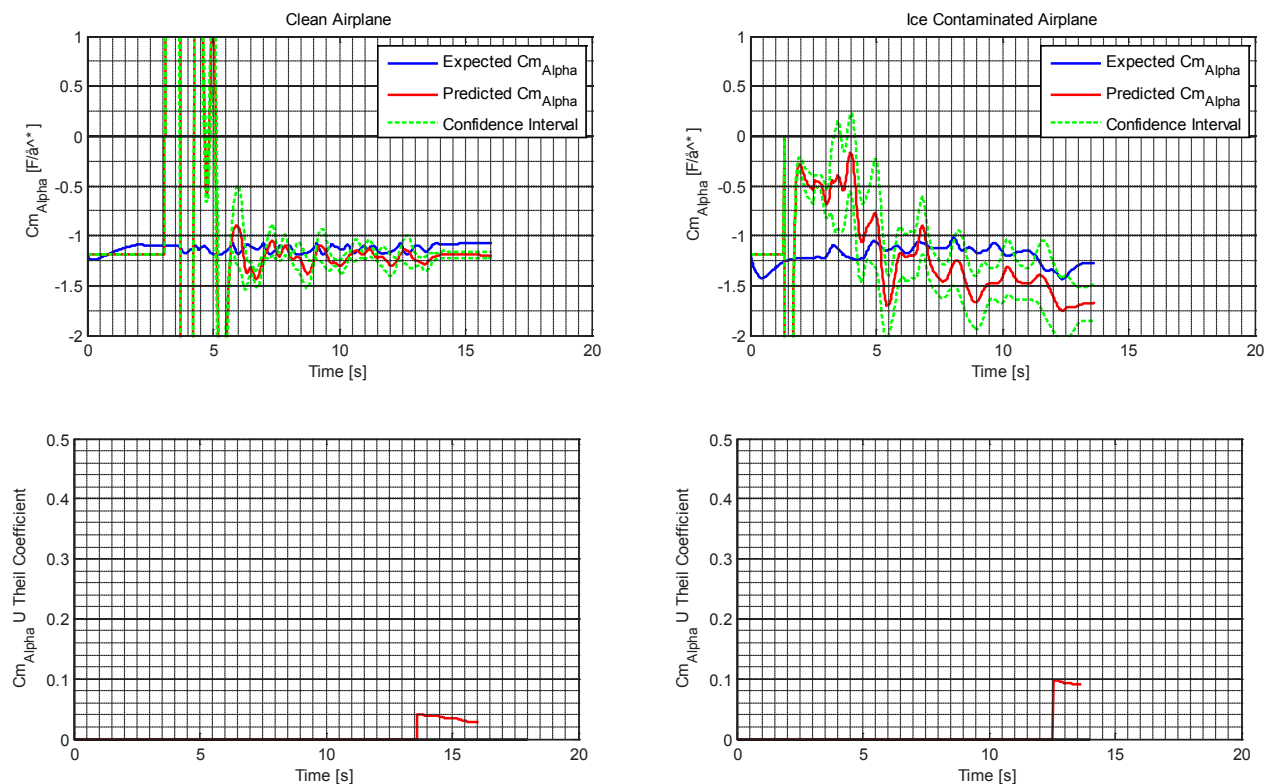 Clean Airplane
1
0.5
0
-0.5
-1
-1.5
-2
Cm_Alpha [F/å^*]
Expected Cm_Alpha
Predicted Cm_Alpha
Confidence Interval
0 5 10 15 20
Time [s]
Ice Contaminated Airplane
1
0.5
0
-0.5
-1
-1.5
-2
Cm_Alpha [F/å^*]
Expected Cm_Alpha
Predicted Cm_Alpha
Confidence Interval
0 5 10 15 20
Time [s]
0.5
0.4
0.3
0.2
0.1
0
Cm_Alpha U Theil Coefficient
0 5 10 15 20
Time [s]
0.5
0.4
0.3
0.2
0.1
0
Cm_Alpha U Theil Coefficient
0 5 10 15 20
Time [s]